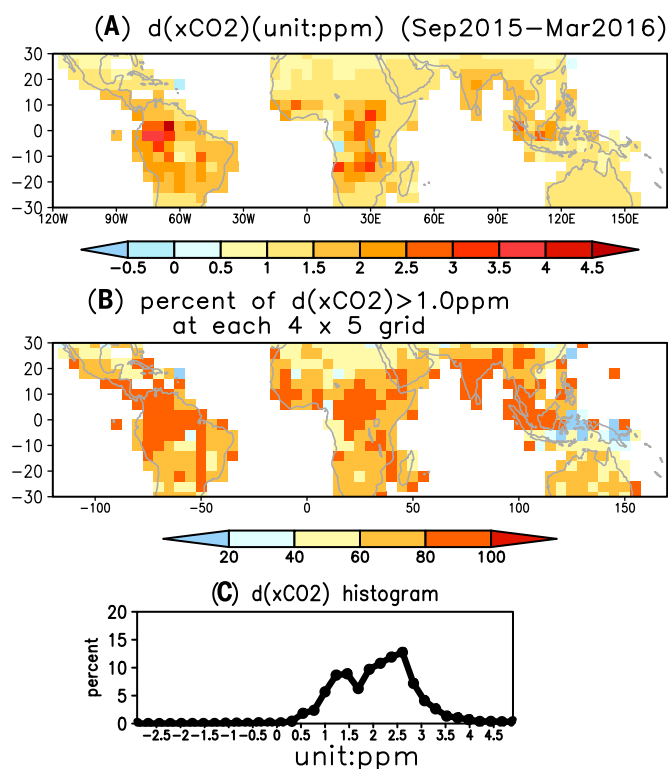 (A) d(xCO2)(unit:ppm) (Sep2015−Mar2016)
30
20
10
0
−10
−20
−30
120W 90W 60W 30W 0 30E 60E 90E 120E 150E
−0.5 0 0.5 1 1.5 2 2.5 3 3.5 4 4.5
(B) percent of d(xCO2)>1.0ppm
at each 4 x 5 grid
30
20
10
0
−10
−20
−30
−100 −50 0 50 100 150
20 40 60 80 100
(C) d(xCO2) histogram
20
15
10
5
0
percent
−2.5 −2 −1.5 −1 −0.5 0 0.5 1 1.5 2 2.5 3 3.5 4 4.5
unit:ppm